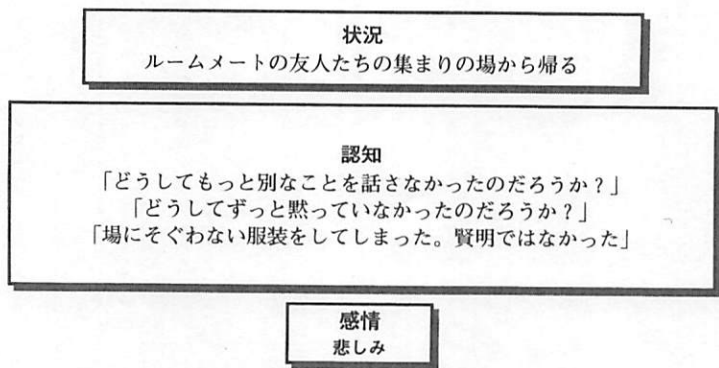 状況
ルームメートの友人たちの集まりの場から帰る
認知
「どうしてもっと別なことを話さなかったのだろうか？」
「どうしてずっと黙っていなかったのだろうか？」
「場にそぐわない服装をしてしまった。賢明ではなかった」
感情
悲しみ